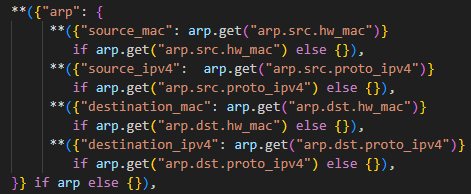 **({"arp": {
    **({"source_mac": arp.get("arp.src.hw_mac")}
       if arp.get("arp.src.hw_mac") else {}),
    **({"source_ipv4":  arp.get("arp.src.proto_ipv4")}
       if arp.get("arp.src.proto_ipv4") else {}),
    **({"destination_mac": arp.get("arp.dst.hw_mac")}
       if arp.get("arp.dst.hw_mac") else {}),
    **({"destination_ipv4": arp.get("arp.dst.proto_ipv4")}
       if arp.get("arp.dst.proto_ipv4") else {}),
}} if arp else {}),